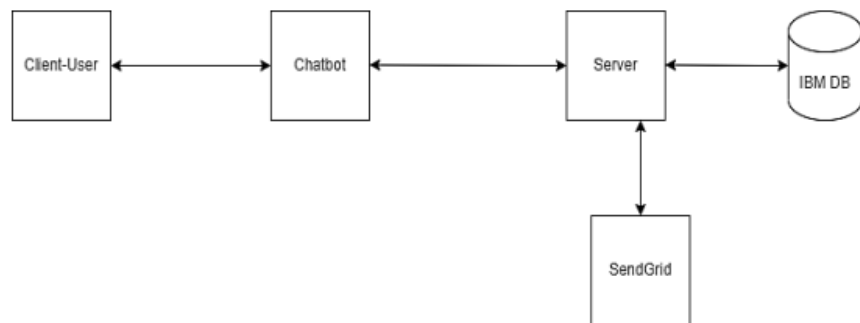 Client-User
Chatbot
Server
IBM DB
SendGrid